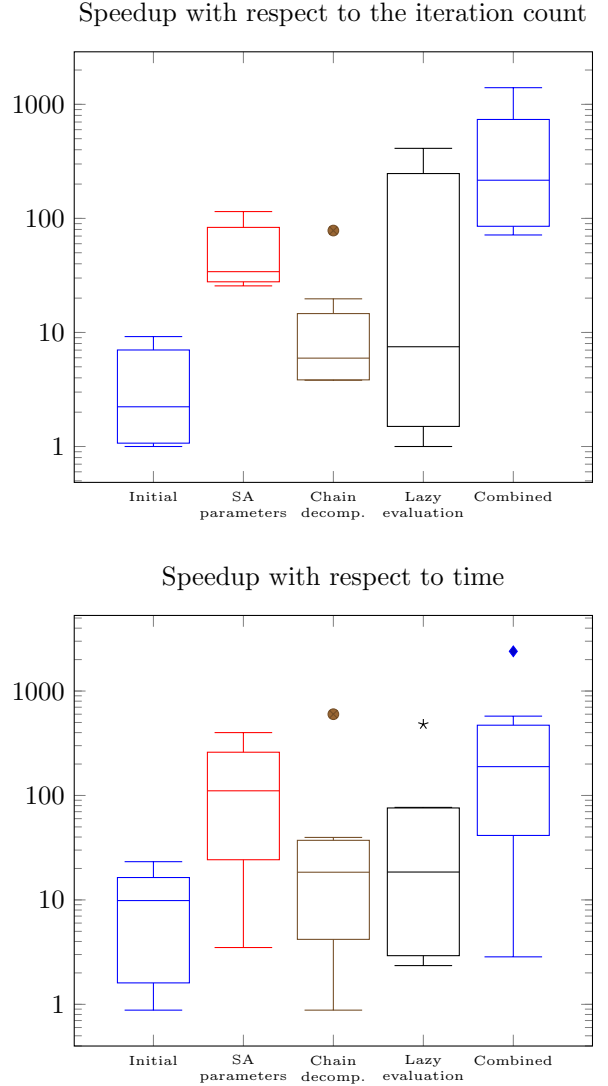 Speedup with respect to the iteration count
1000
100
10
1
Initial SA parameters Chain decomp. Lazy evaluation Combined
Speedup with respect to time
1000
100
10
1
Initial SA parameters Chain decomp. Lazy evaluation Combined